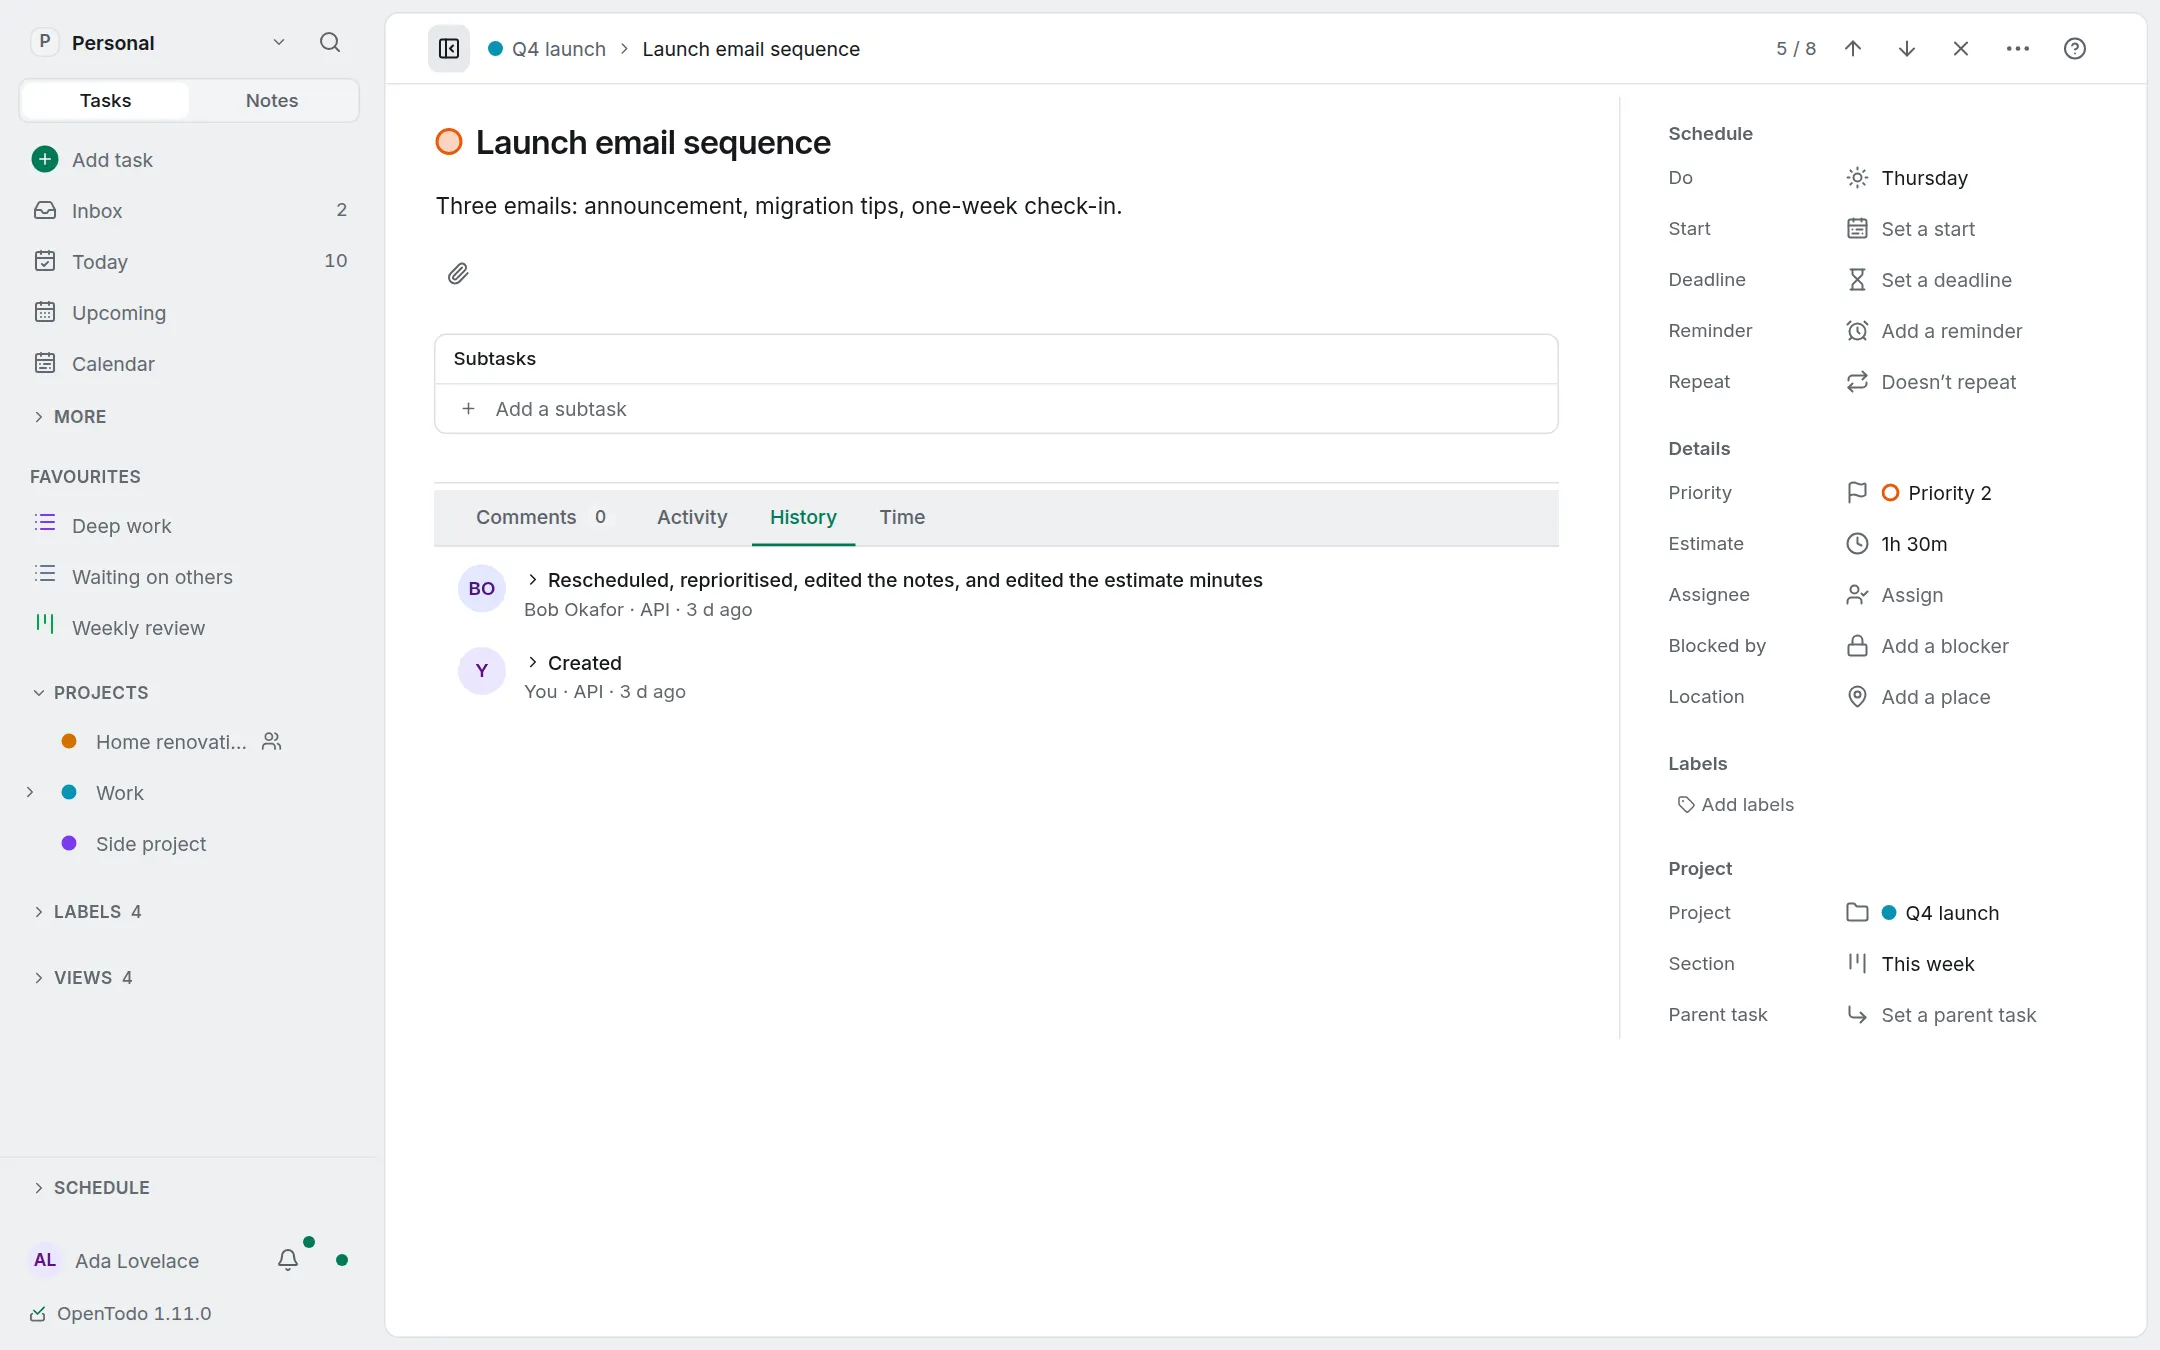 P Personal
Tasks Notes
Add task
Inbox 2
Today 10
Upcoming
Calendar
MORE
FAVOURITES
Deep work
Waiting on others
Weekly review
PROJECTS
Home renovati...
Work
Side project
LABELS 4
VIEWS 4
SCHEDULE
AL Ada Lovelace
OpenTodo 1.11.0
Q4 launch > Launch email sequence
5 / 8
Launch email sequence
Three emails: announcement, migration tips, one-week check-in.
Subtasks
+ Add a subtask
Comments 0 Activity History Time
BO > Rescheduled, reprioritised, edited the notes, and edited the estimate minutes
Bob Okafor · API · 3 d ago
Y > Created
You · API · 3 d ago
Schedule
Do Thursday
Start Set a start
Deadline Set a deadline
Reminder Add a reminder
Repeat Doesn’t repeat
Details
Priority Priority 2
Estimate 1h 30m
Assignee Assign
Blocked by Add a blocker
Location Add a place
Labels
Add labels
Project
Project Q4 launch
Section This week
Parent task Set a parent task